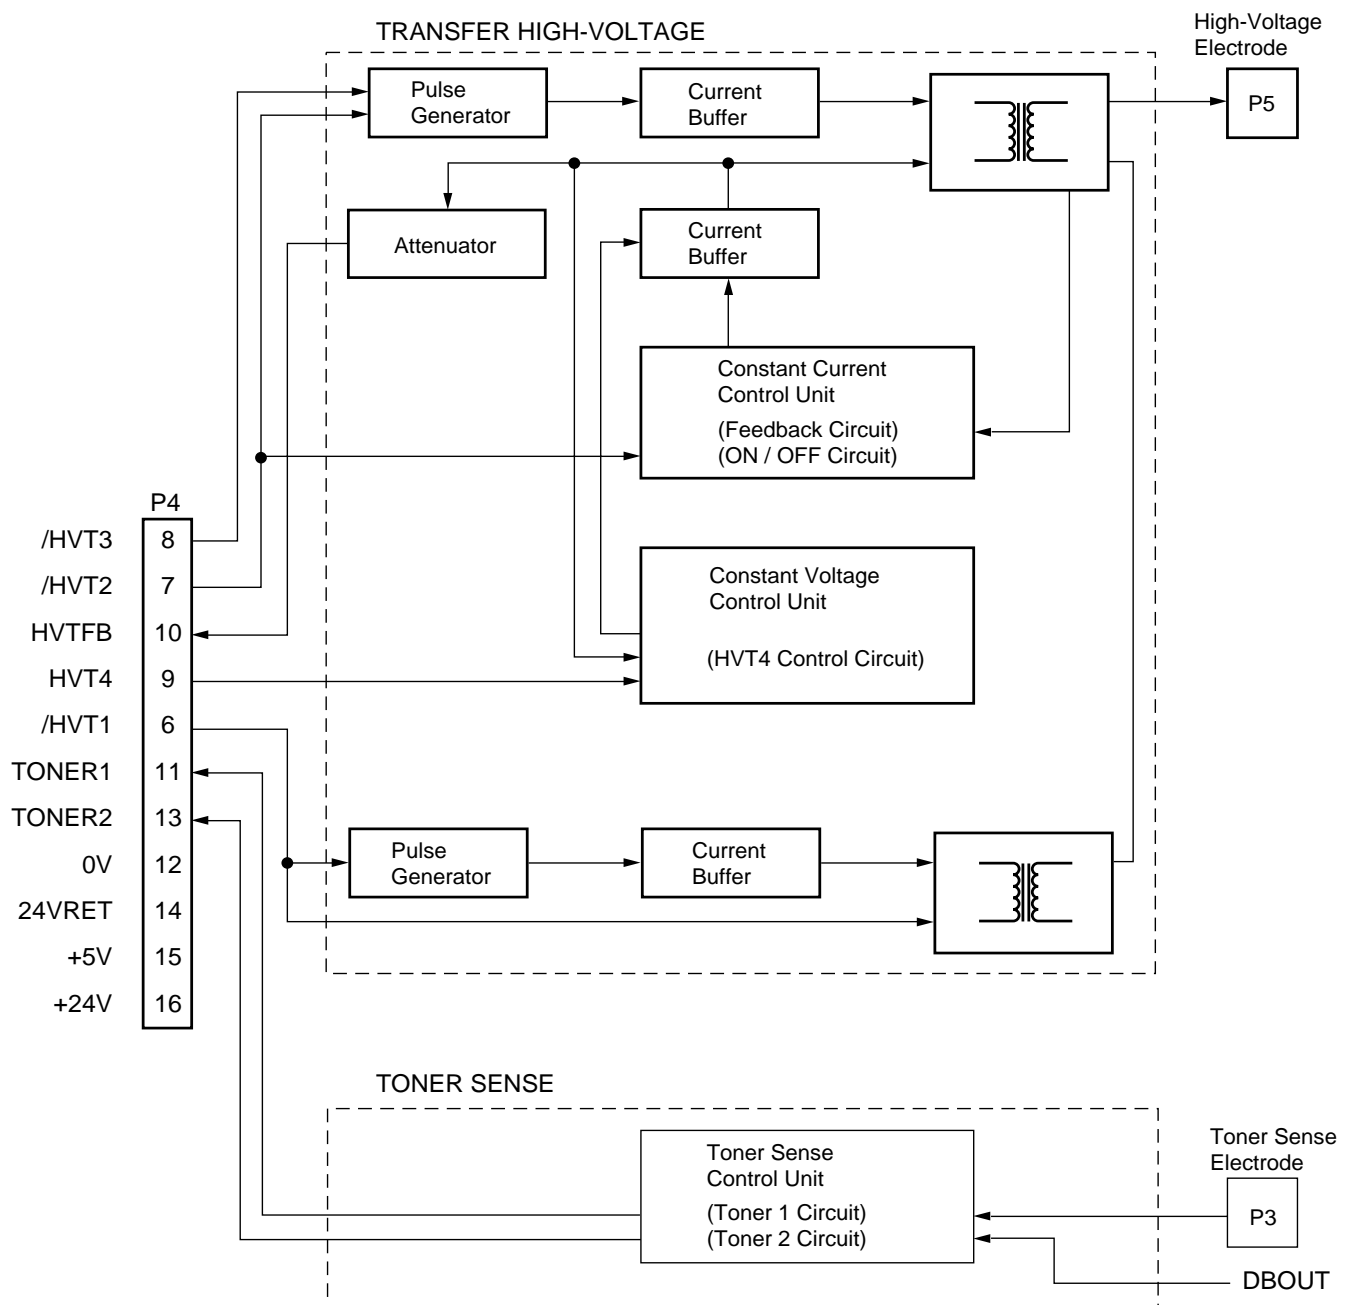 TRANSFER HIGH-VOLTAGE
High-Voltage
Electrode
P5
Pulse
Generator
Current
Buffer
Attenuator
Current
Buffer
Constant Current
Control Unit
(Feedback Circuit)
(ON / OFF Circuit)
P4
/HVT3 8
/HVT2 7
HVTFB 10
HVT4 9
/HVT1 6
TONER1 11
TONER2 13
0V 12
24VRET 14
+5V 15
+24V 16
Constant Voltage
Control Unit
(HVT4 Control Circuit)
Pulse
Generator
Current
Buffer
TONER SENSE
Toner Sense
Control Unit
(Toner 1 Circuit)
(Toner 2 Circuit)
Toner Sense
Electrode
P3
DBOUT